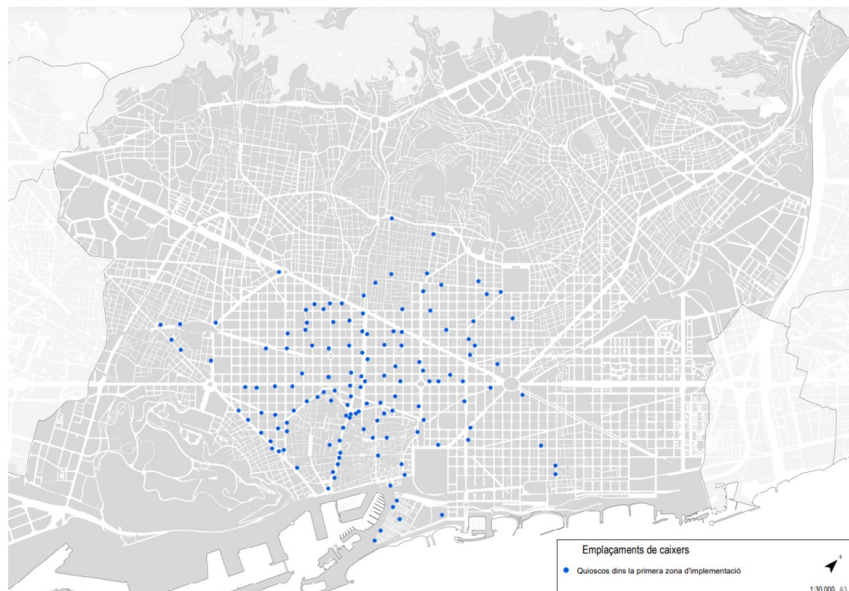 Emplaçaments de caixers
Quioscos dins la primera zona d'implementació
1:30.000 A3